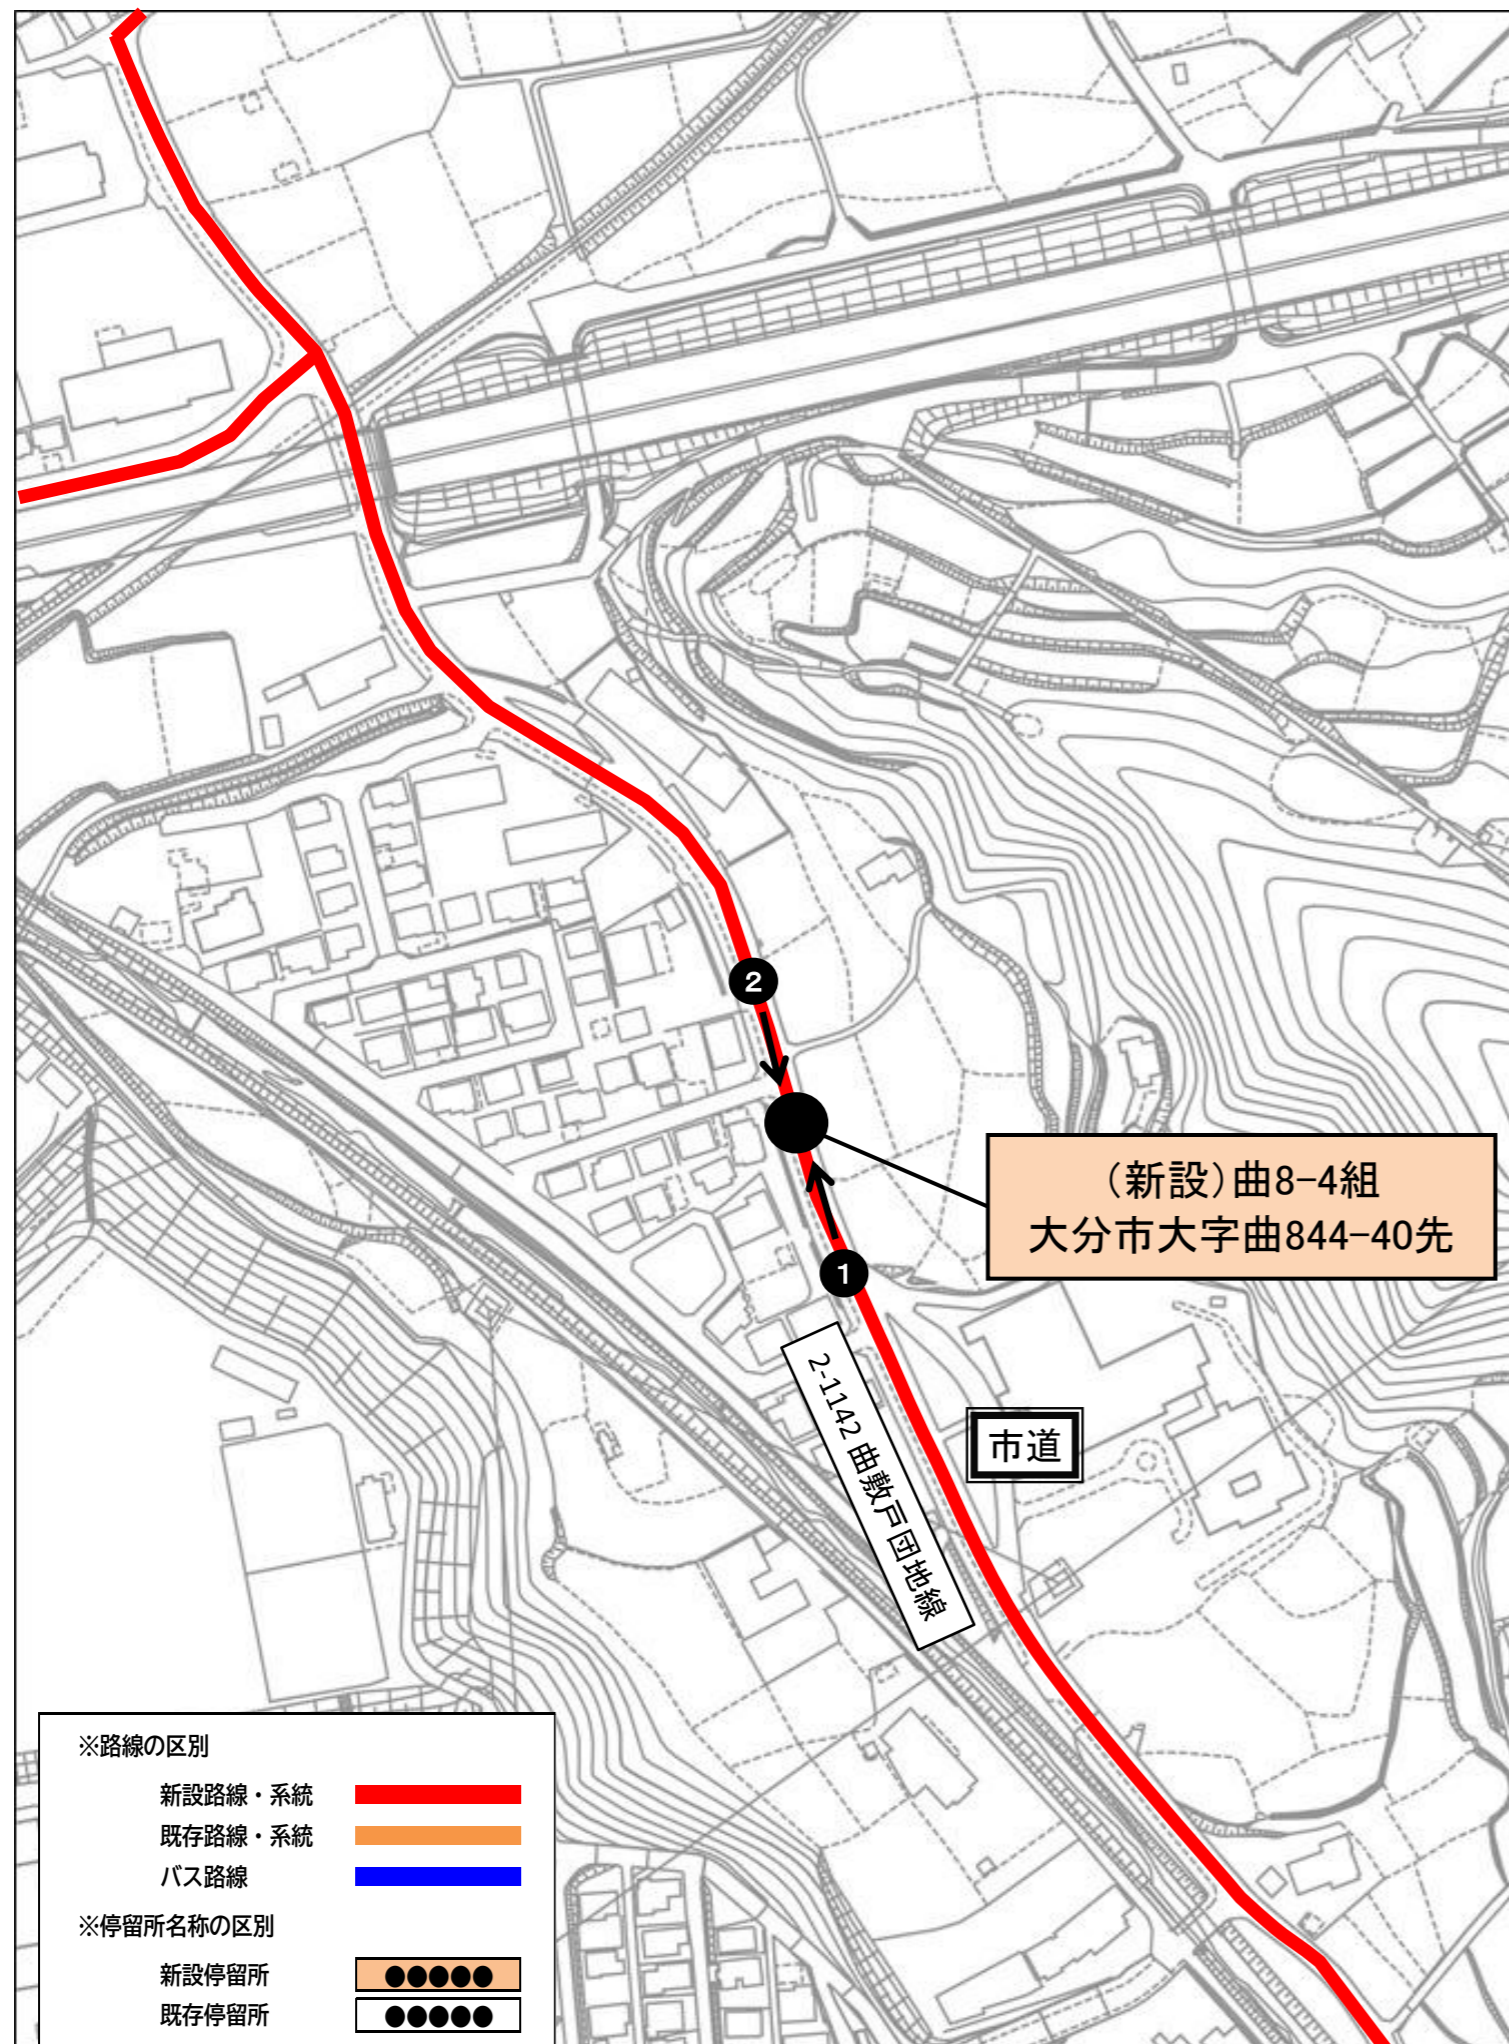 2
（新設）曲8-4組
大分市大字曲844-40先
1
2-1142 曲敷戸団地線
市道
※路線の区別
新設路線・系統
既存路線・系統
バス路線
※停留所名称の区別
新設停留所 ●●●●●
既存停留所 ●●●●●